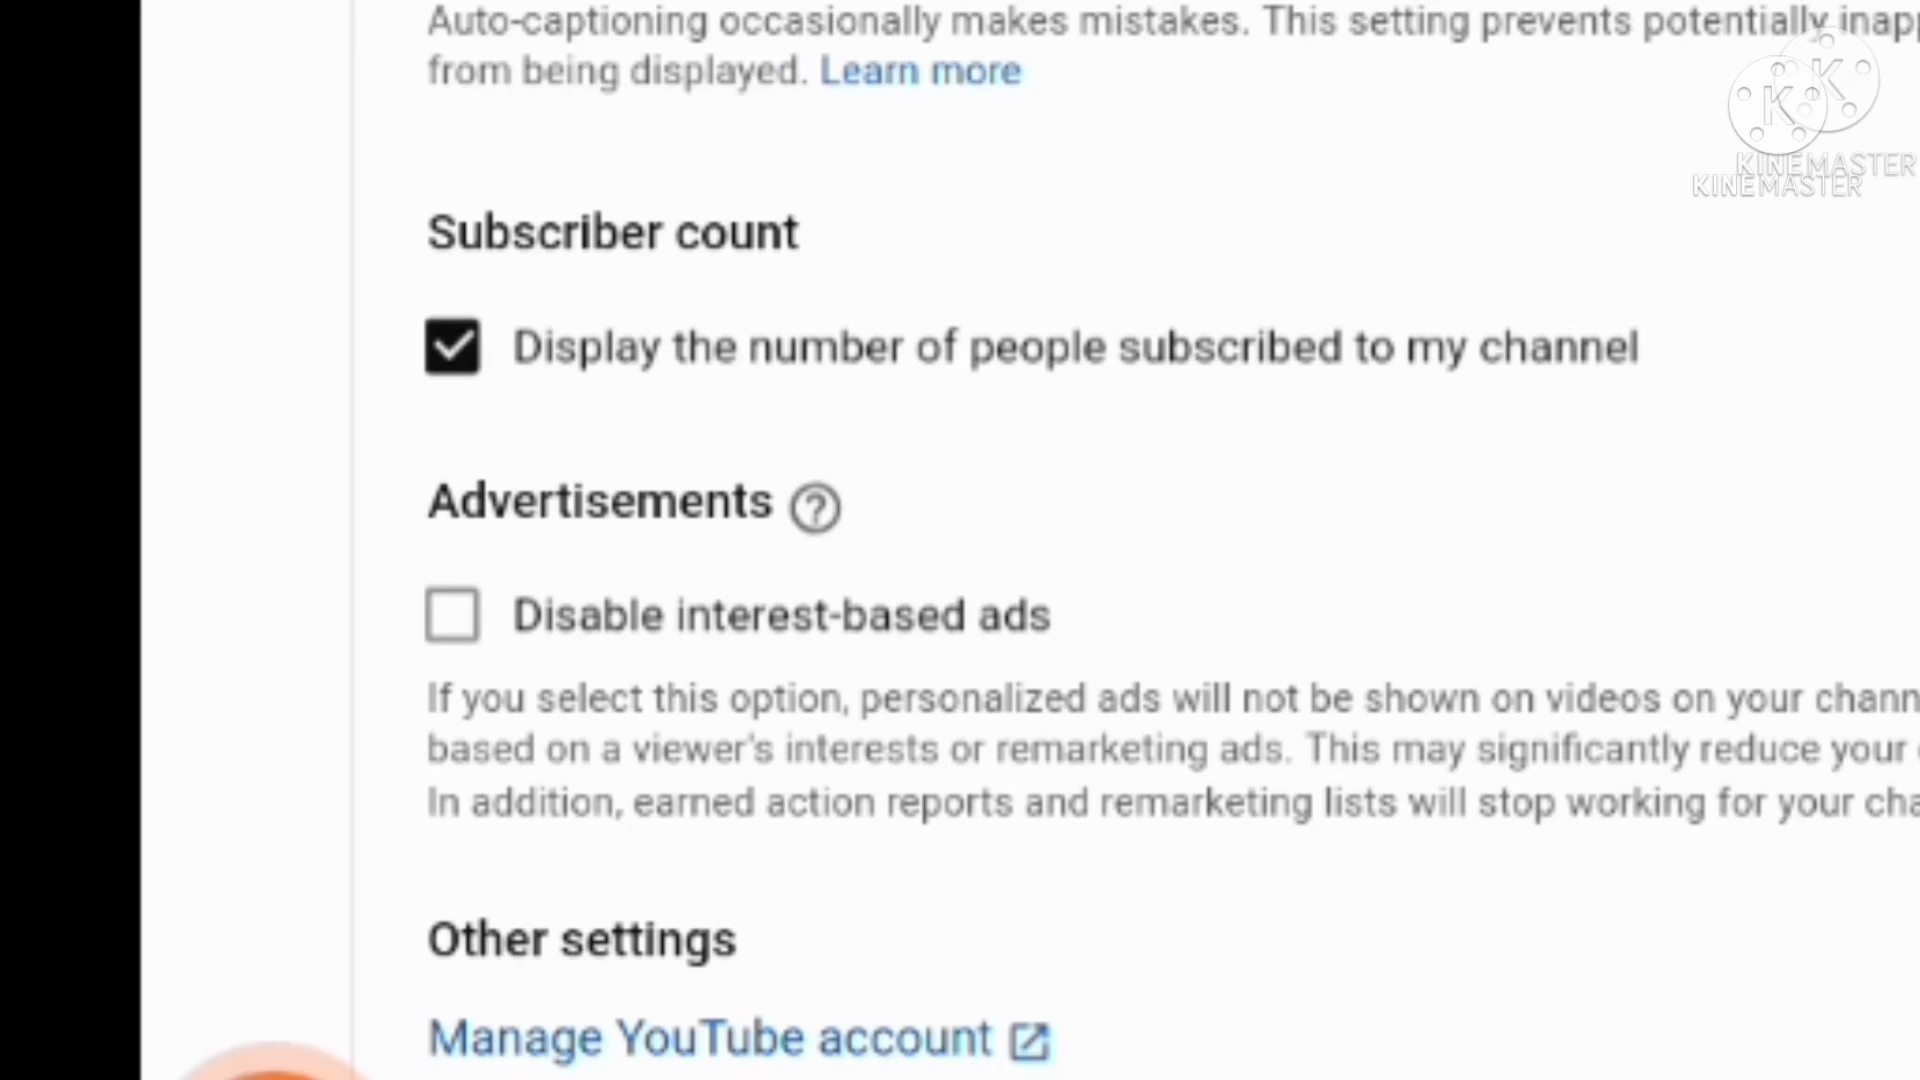 Auto-captioning occasionally makes mistakes. This setting prevents potentially
from being displayed. Learn more
K K
KINEMASTER
KINEMASTER
Subscriber count
Display the number of people subscribed to my channel
Advertisements ?
Disable interest-based ads
If you select this option, personalized ads will not be shown on videos on your
based on a viewer's interests or remarketing ads. This may significantly reduce your
In addition, earned action reports and remarketing lists will stop working for your
Other settings
Manage YouTube account